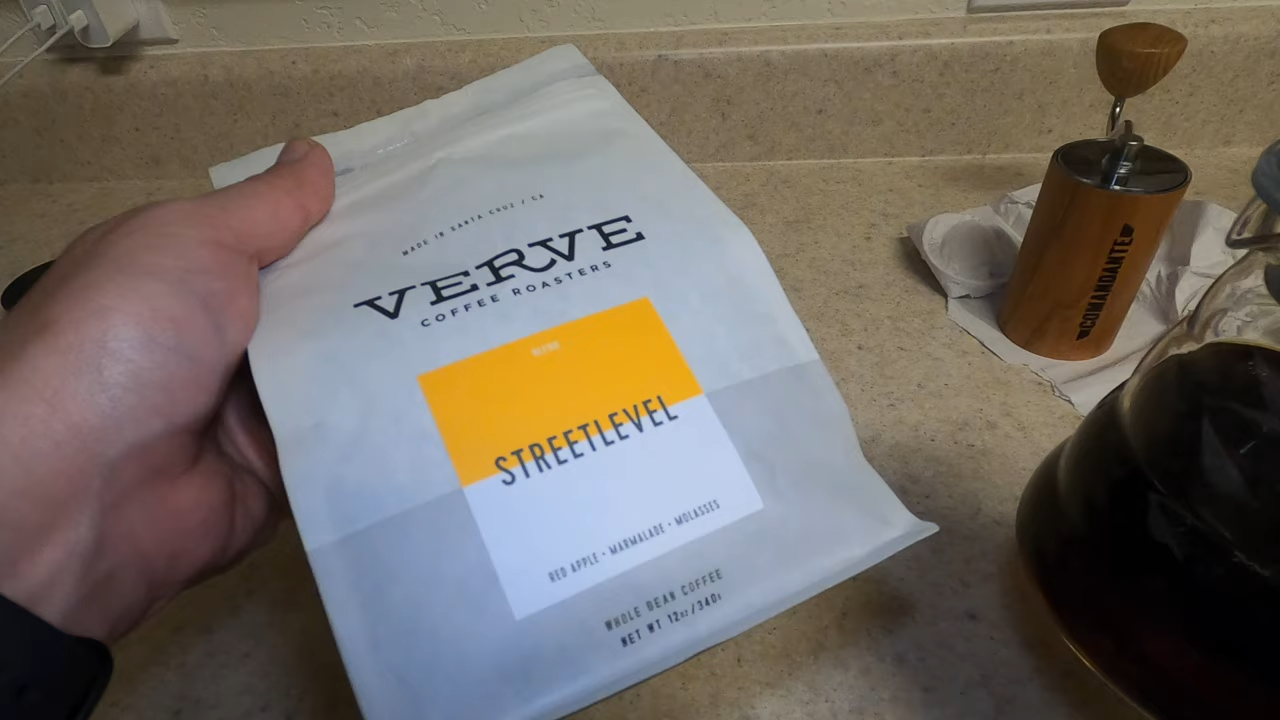 MADE IN SANTA CRUZ / CA
VERVE
COFFEE ROASTERS
BLEND
STREETLEVEL
RED APPLE • MARMALADE • MOLASSES
WHOLE BEAN COFFEE
NET WT 12oz/340g
COMANDANTE